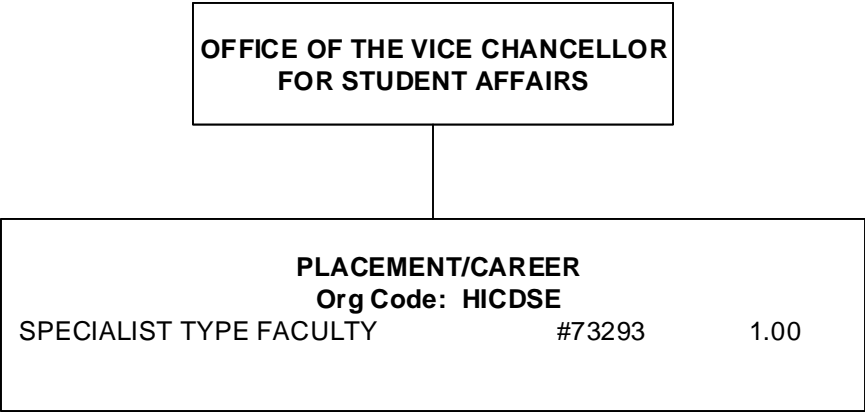 OFFICE OF THE VICE CHANCELLOR
FOR STUDENT AFFAIRS
PLACEMENT/CAREER
Org Code: HICDSE
SPECIALIST TYPE FACULTY #73293 1.00